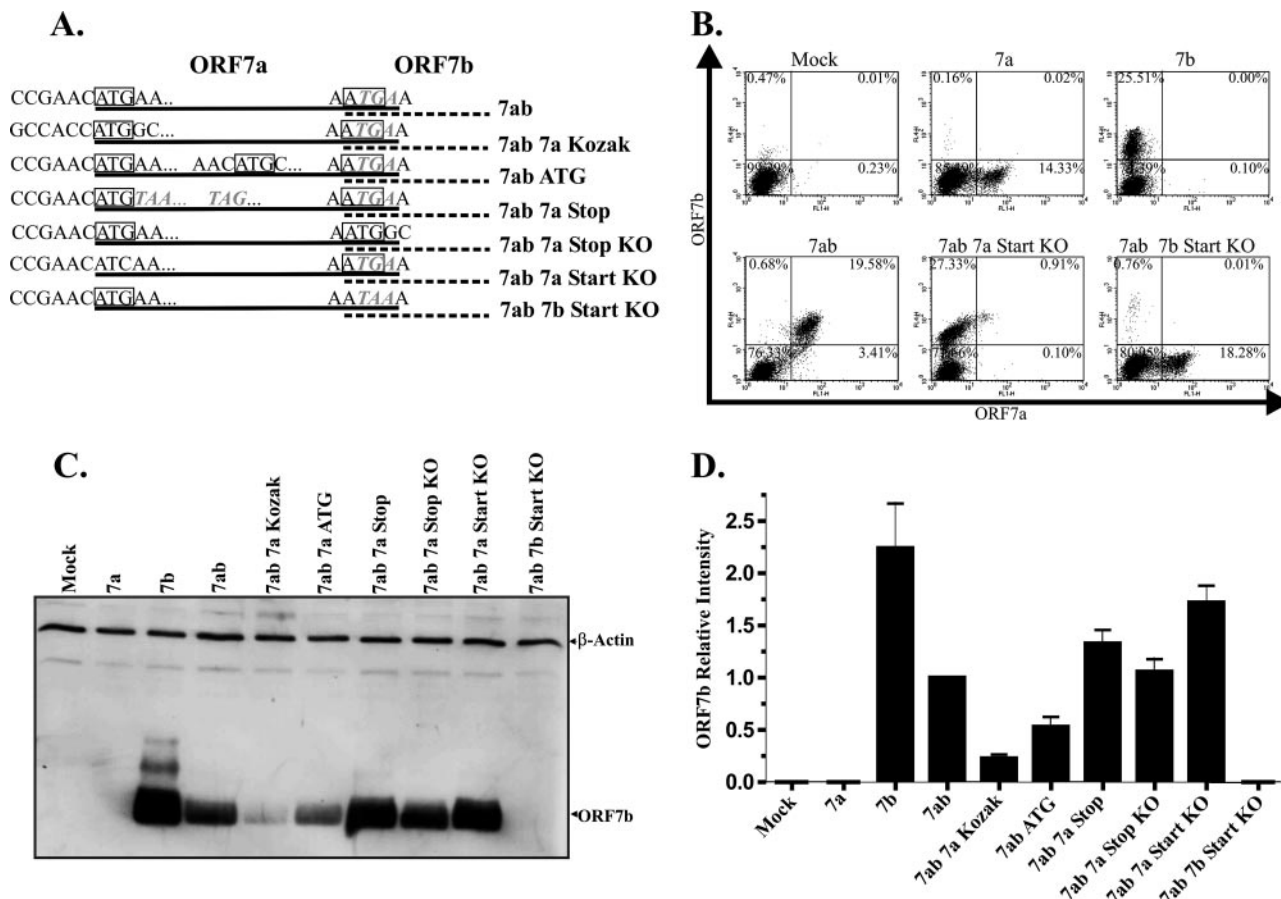 A.
ORF7a ORF7b
CCGAACATGAA.. AATGAA 7ab
GCCACCATGGC... AATGAA 7ab 7a Kozak
CCGAACATGAA... AACATGC... AATGAA 7ab ATG
CCGAACATGTAA... TAG... AATGAA 7ab 7a Stop
CCGAACATGAA... AATGGC 7ab 7a Stop KO
CCGAACATCAA... AATGAA 7ab 7a Start KO
CCGAACATGAA... AATAAA 7ab 7b Start KO
B.
Mock 7a 7b
0.47% 0.01% 0.16% 0.02% 25.51% 0.00%
0.23% 14.33% 0.10%
FL4-H FL1-H
7ab 7ab 7a Start KO 7ab 7b Start KO
0.68% 19.58% 27.33% 0.91% 0.76% 0.01%
76.33% 3.41% 0.10% 80.95% 18.28%
FL4-H FL1-H
ORF7b
ORF7a
C.
Mock
7a
7b
7ab
7ab 7a Kozak
7ab 7a ATG
7ab 7a Stop
7ab 7a Stop KO
7ab 7a Start KO
7ab 7b Start KO
β-Actin
ORF7b
D.
ORF7b Relative Intensity
2.5
2.0
1.5
1.0
0.5
0.0
Mock
7a
7b
7ab
7ab 7a Kozak
7ab ATG
7ab 7a Stop
7ab 7a Stop KO
7ab 7a Start KO
7ab 7b Start KO